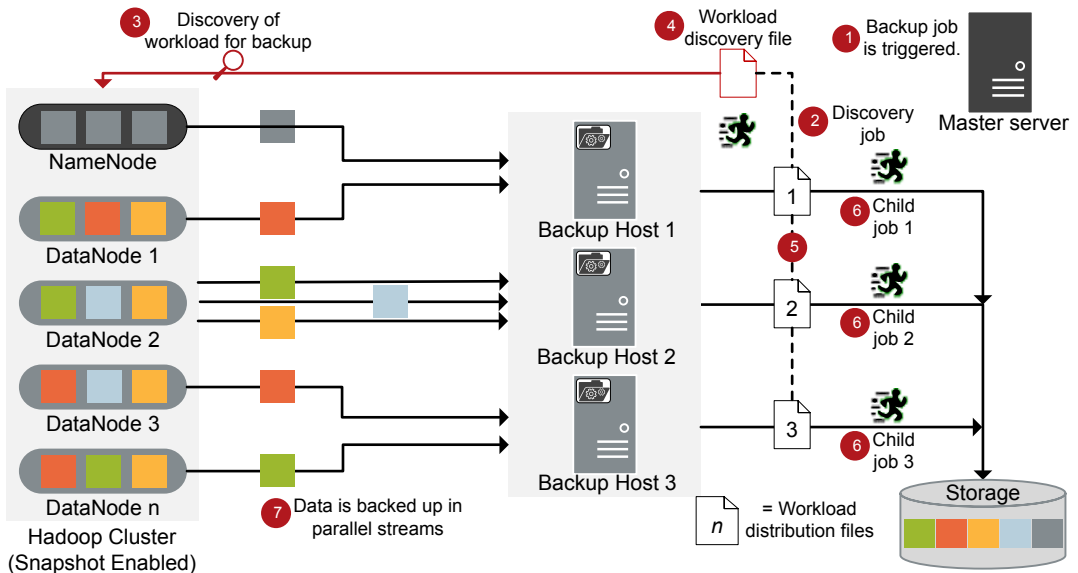 3
Discovery of
workload for backup
4
Workload
discovery file
1
Backup job
is triggered.
Master server
2
Discovery
job
NameNode
DataNode 1
DataNode 2
DataNode 3
DataNode n
Hadoop Cluster
(Snapshot Enabled)
Backup Host 1
Backup Host 2
Backup Host 3
1
5
2
3
6
Child
job 1
6
Child
job 2
6
Child
job 3
7
Data is backed up in
parallel streams
n
= Workload
distribution files
Storage